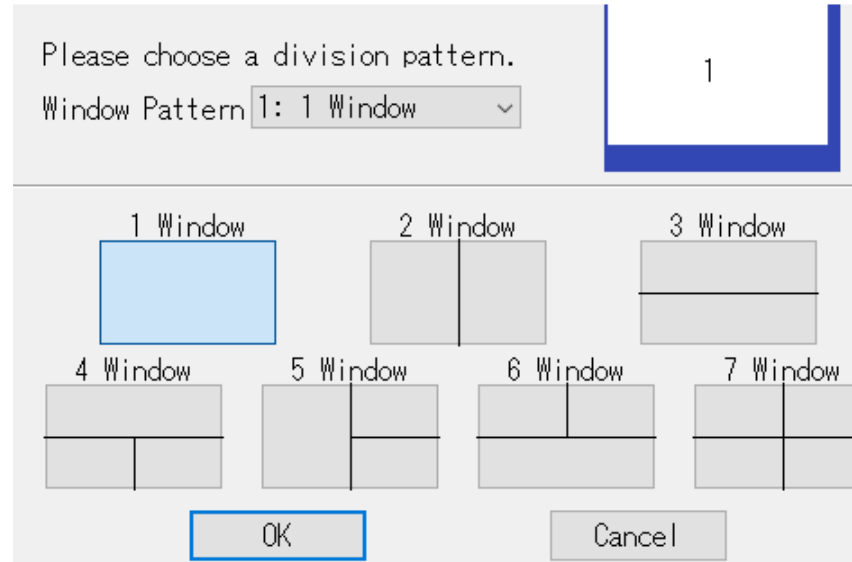 Please choose a division pattern.
1
Window Pattern 1: 1 Window
1 Window 2 Window 3 Window
4 Window 5 Window 6 Window 7 Window
OK Cancel